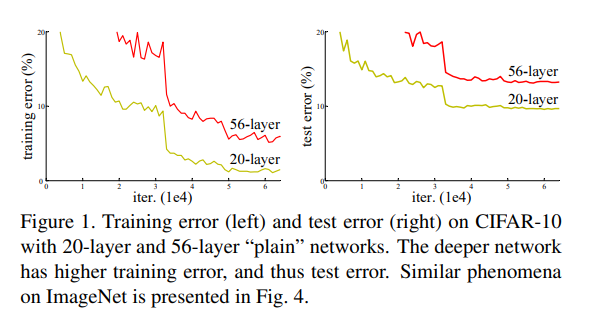 20
10
0
training error (%)
56-layer
20-layer
0 1 2 3 4 5 6
iter. (1e4)
20
10
0
test error (%)
56-layer
20-layer
0 1 2 3 4 5 6
iter. (1e4)
Figure 1. Training error (left) and test error (right) on CIFAR-10
with 20-layer and 56-layer “plain” networks. The deeper network
has higher training error, and thus test error. Similar phenomena
on ImageNet is presented in Fig. 4.